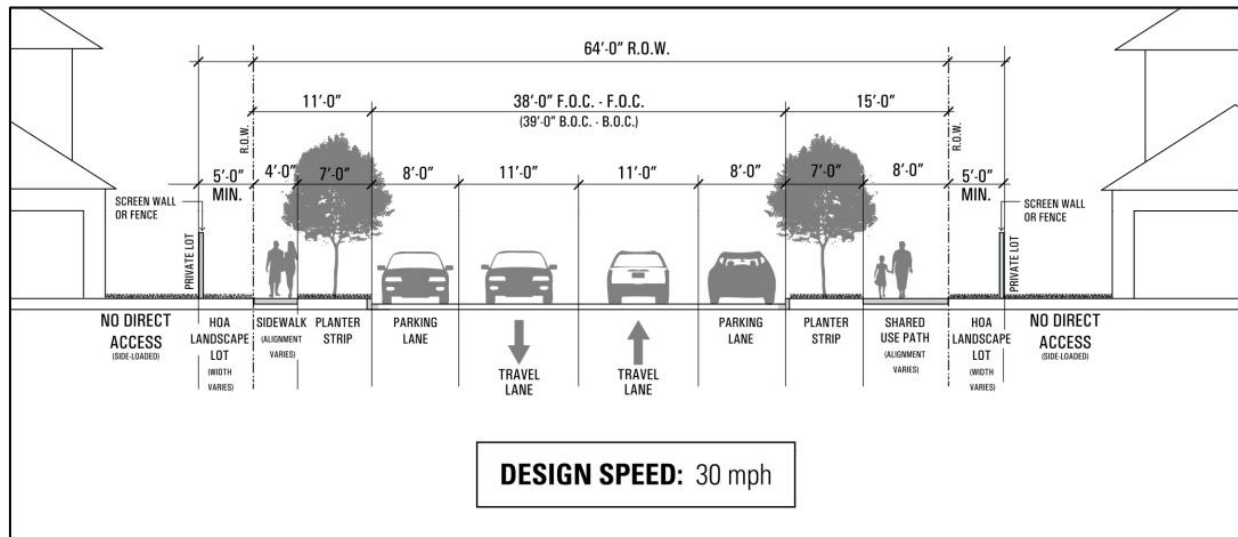 64'-0" R.O.W.
11'-0"
38'-0" F.O.C. - F.O.C.
(39'-0" B.O.C. - B.O.C.)
15'-0"
R.O.W.
R.O.W.
5'-0"
MIN.
4'-0"
7'-0"
8'-0"
11'-0"
11'-0"
8'-0"
7'-0"
8'-0"
5'-0"
MIN.
SCREEN WALL
OR FENCE
SCREEN WALL
OR FENCE
PRIVATE LOT
PRIVATE LOT
NO DIRECT
ACCESS
(SIDE-LOADED)
HOA
LANDSCAPE
LOT
(WIDTH
VARIES)
SIDEWALK
(ALIGNMENT
VARIES)
PLANTER
STRIP
PARKING
LANE
TRAVEL
LANE
TRAVEL
LANE
PARKING
LANE
PLANTER
STRIP
SHARED
USE PATH
(ALIGNMENT
VARIES)
HOA
LANDSCAPE
LOT
(WIDTH
VARIES)
NO DIRECT
ACCESS
(SIDE-LOADED)
DESIGN SPEED: 30 mph